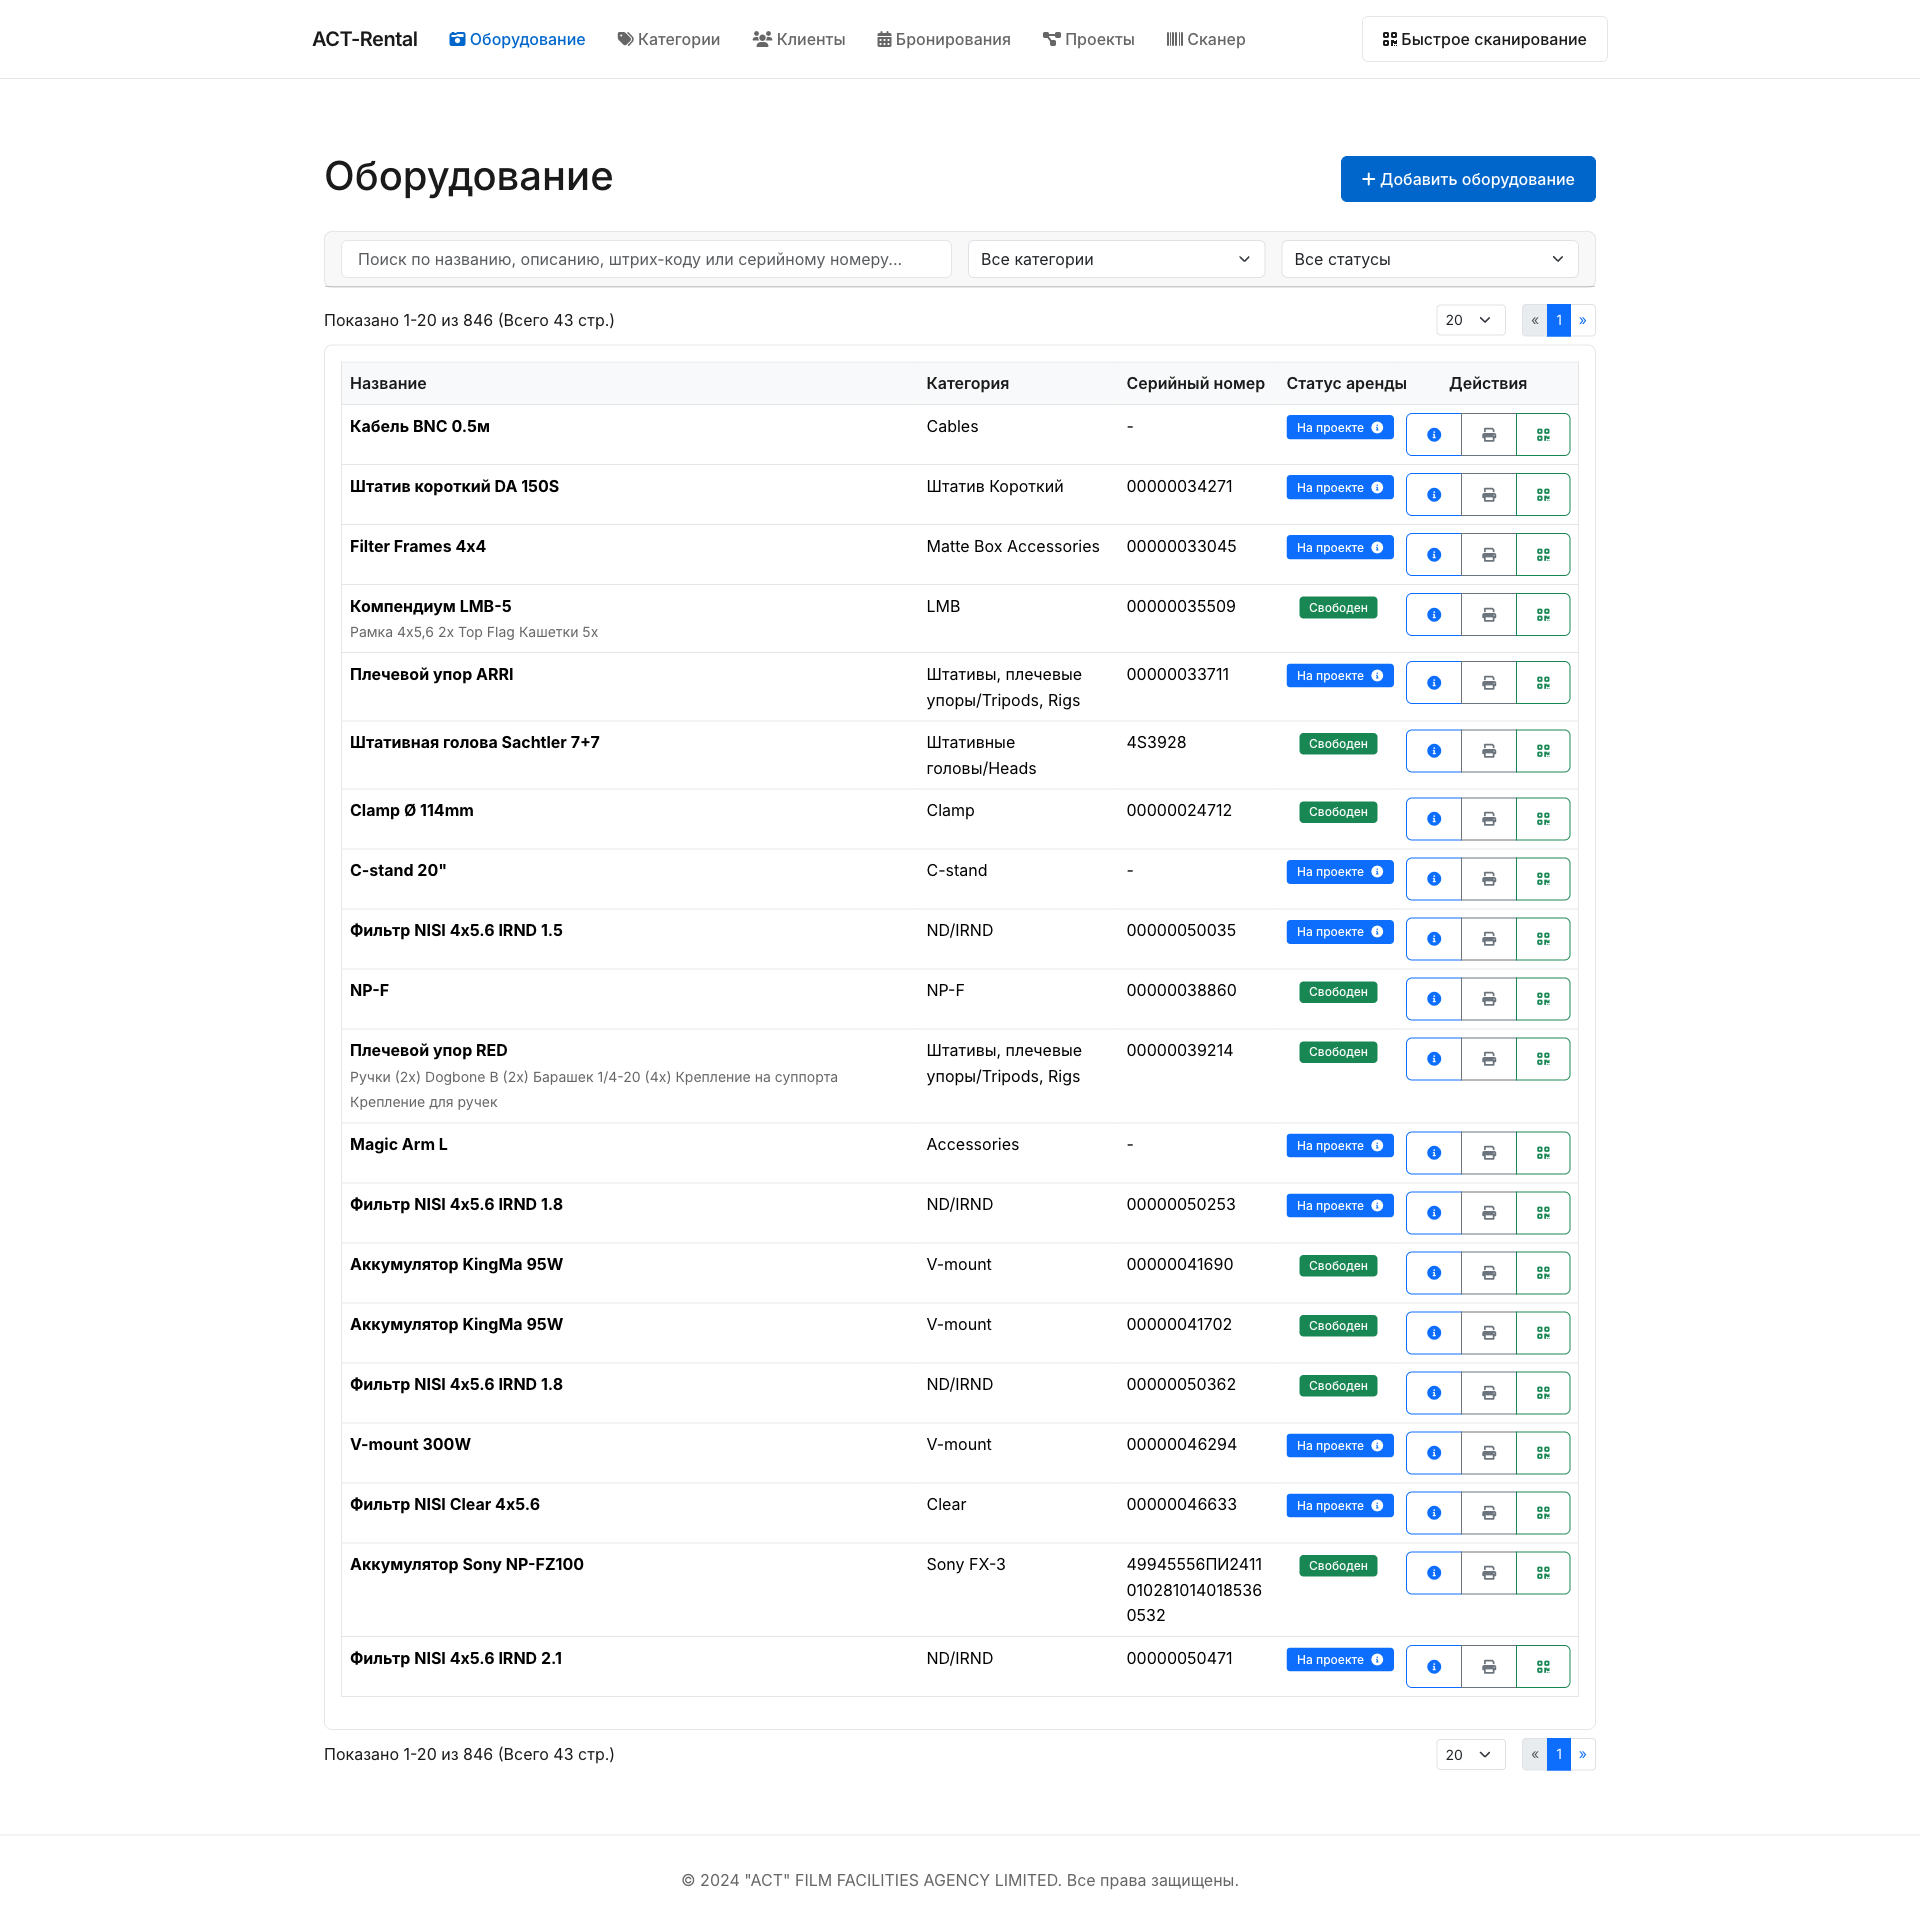 ACT-Rental Оборудование Категории Клиенты Бронирования Проекты Сканер Быстрое сканирование
Оборудование
+ Добавить оборудование
Поиск по названию, описанию, штрих-коду или серийному номеру... Все категории Все статусы
Показано 1-20 из 846 (Всего 43 стр.) 20 « 1 »
Название Категория Серийный номер Статус аренды Действия
Кабель BNC 0.5м Cables - На проекте
Штатив короткий DA 150S Штатив Короткий 00000034271 На проекте
Filter Frames 4x4 Matte Box Accessories 00000033045 На проекте
Компендиум LMB-5 LMB 00000035509 Свободен
Рамка 4x5,6 2x Top Flag Кашетки 5x
Плечевой упор ARRI Штативы, плечевые 00000033711 На проекте
упоры/Tripods, Rigs
Штативная голова Sachtler 7+7 Штативные 4S3928 Свободен
головы/Heads
Clamp Ø 114mm Clamp 00000024712 Свободен
C-stand 20" C-stand - На проекте
Фильтр NISI 4x5.6 IRND 1.5 ND/IRND 00000050035 На проекте
NP-F NP-F 00000038860 Свободен
Плечевой упор RED Штативы, плечевые 00000039214 Свободен
упоры/Tripods, Rigs
Ручки (2x) Dogbone B (2x) Барашек 1/4-20 (4x) Крепление на суппорта
Крепление для ручек
Magic Arm L Accessories - На проекте
Фильтр NISI 4x5.6 IRND 1.8 ND/IRND 00000050253 На проекте
Аккумулятор KingMa 95W V-mount 00000041690 Свободен
Аккумулятор KingMa 95W V-mount 00000041702 Свободен
Фильтр NISI 4x5.6 IRND 1.8 ND/IRND 00000050362 Свободен
V-mount 300W V-mount 00000046294 На проекте
Фильтр NISI Clear 4x5.6 Clear 00000046633 На проекте
Аккумулятор Sony NP-FZ100 Sony FX-3 49945556ПИ2411 Свободен
010281014018536
0532
Фильтр NISI 4x5.6 IRND 2.1 ND/IRND 00000050471 На проекте
Показано 1-20 из 846 (Всего 43 стр.) 20 « 1 »
© 2024 "ACT" FILM FACILITIES AGENCY LIMITED. Все права защищены.